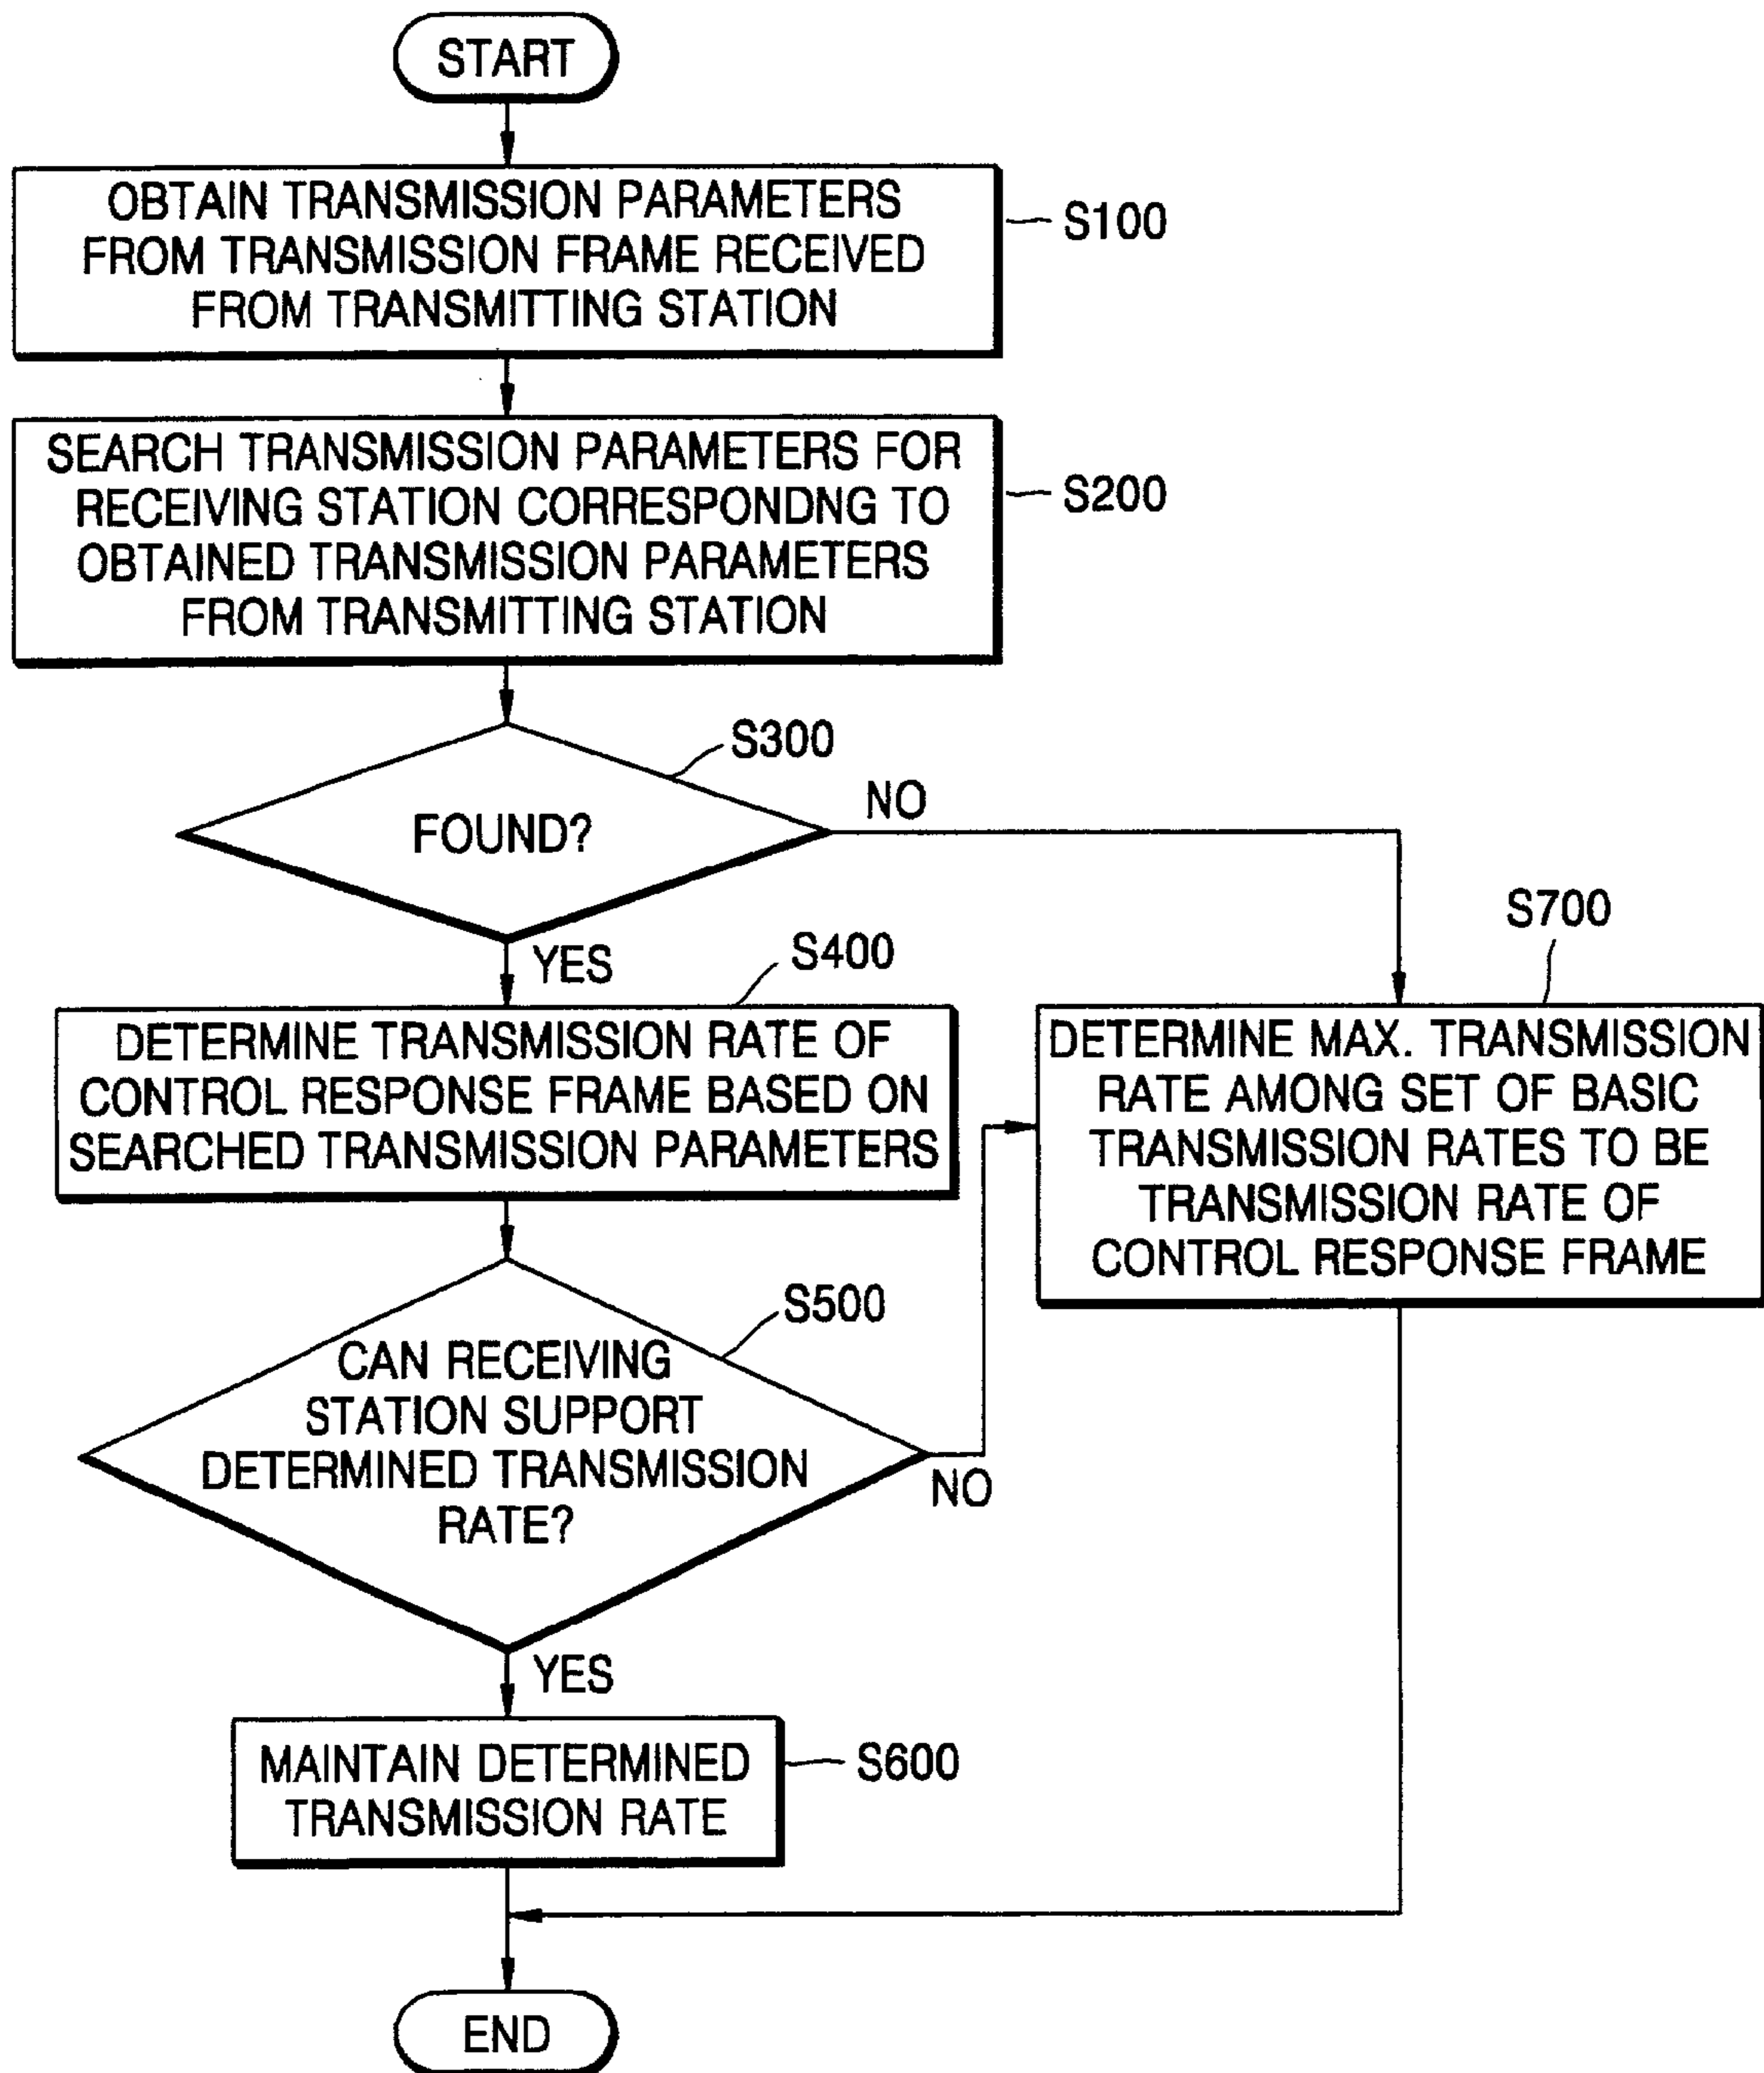 START
OBTAIN TRANSMISSION PARAMETERS
FROM TRANSMISSION FRAME RECEIVED
FROM TRANSMITTING STATION
S100
SEARCH TRANSMISSION PARAMETERS FOR
RECEIVING STATION CORRESPONDNG TO
OBTAINED TRANSMISSION PARAMETERS
FROM TRANSMITTING STATION
S200
S300
FOUND?
NO
YES
S400
DETERMINE TRANSMISSION RATE OF
CONTROL RESPONSE FRAME BASED ON
SEARCHED TRANSMISSION PARAMETERS
S700
DETERMINE MAX. TRANSMISSION
RATE AMONG SET OF BASIC
TRANSMISSION RATES TO BE
TRANSMISSION RATE OF
CONTROL RESPONSE FRAME
S500
CAN RECEIVING
STATION SUPPORT
DETERMINED TRANSMISSION
RATE?
NO
YES
MAINTAIN DETERMINED
TRANSMISSION RATE
S600
END